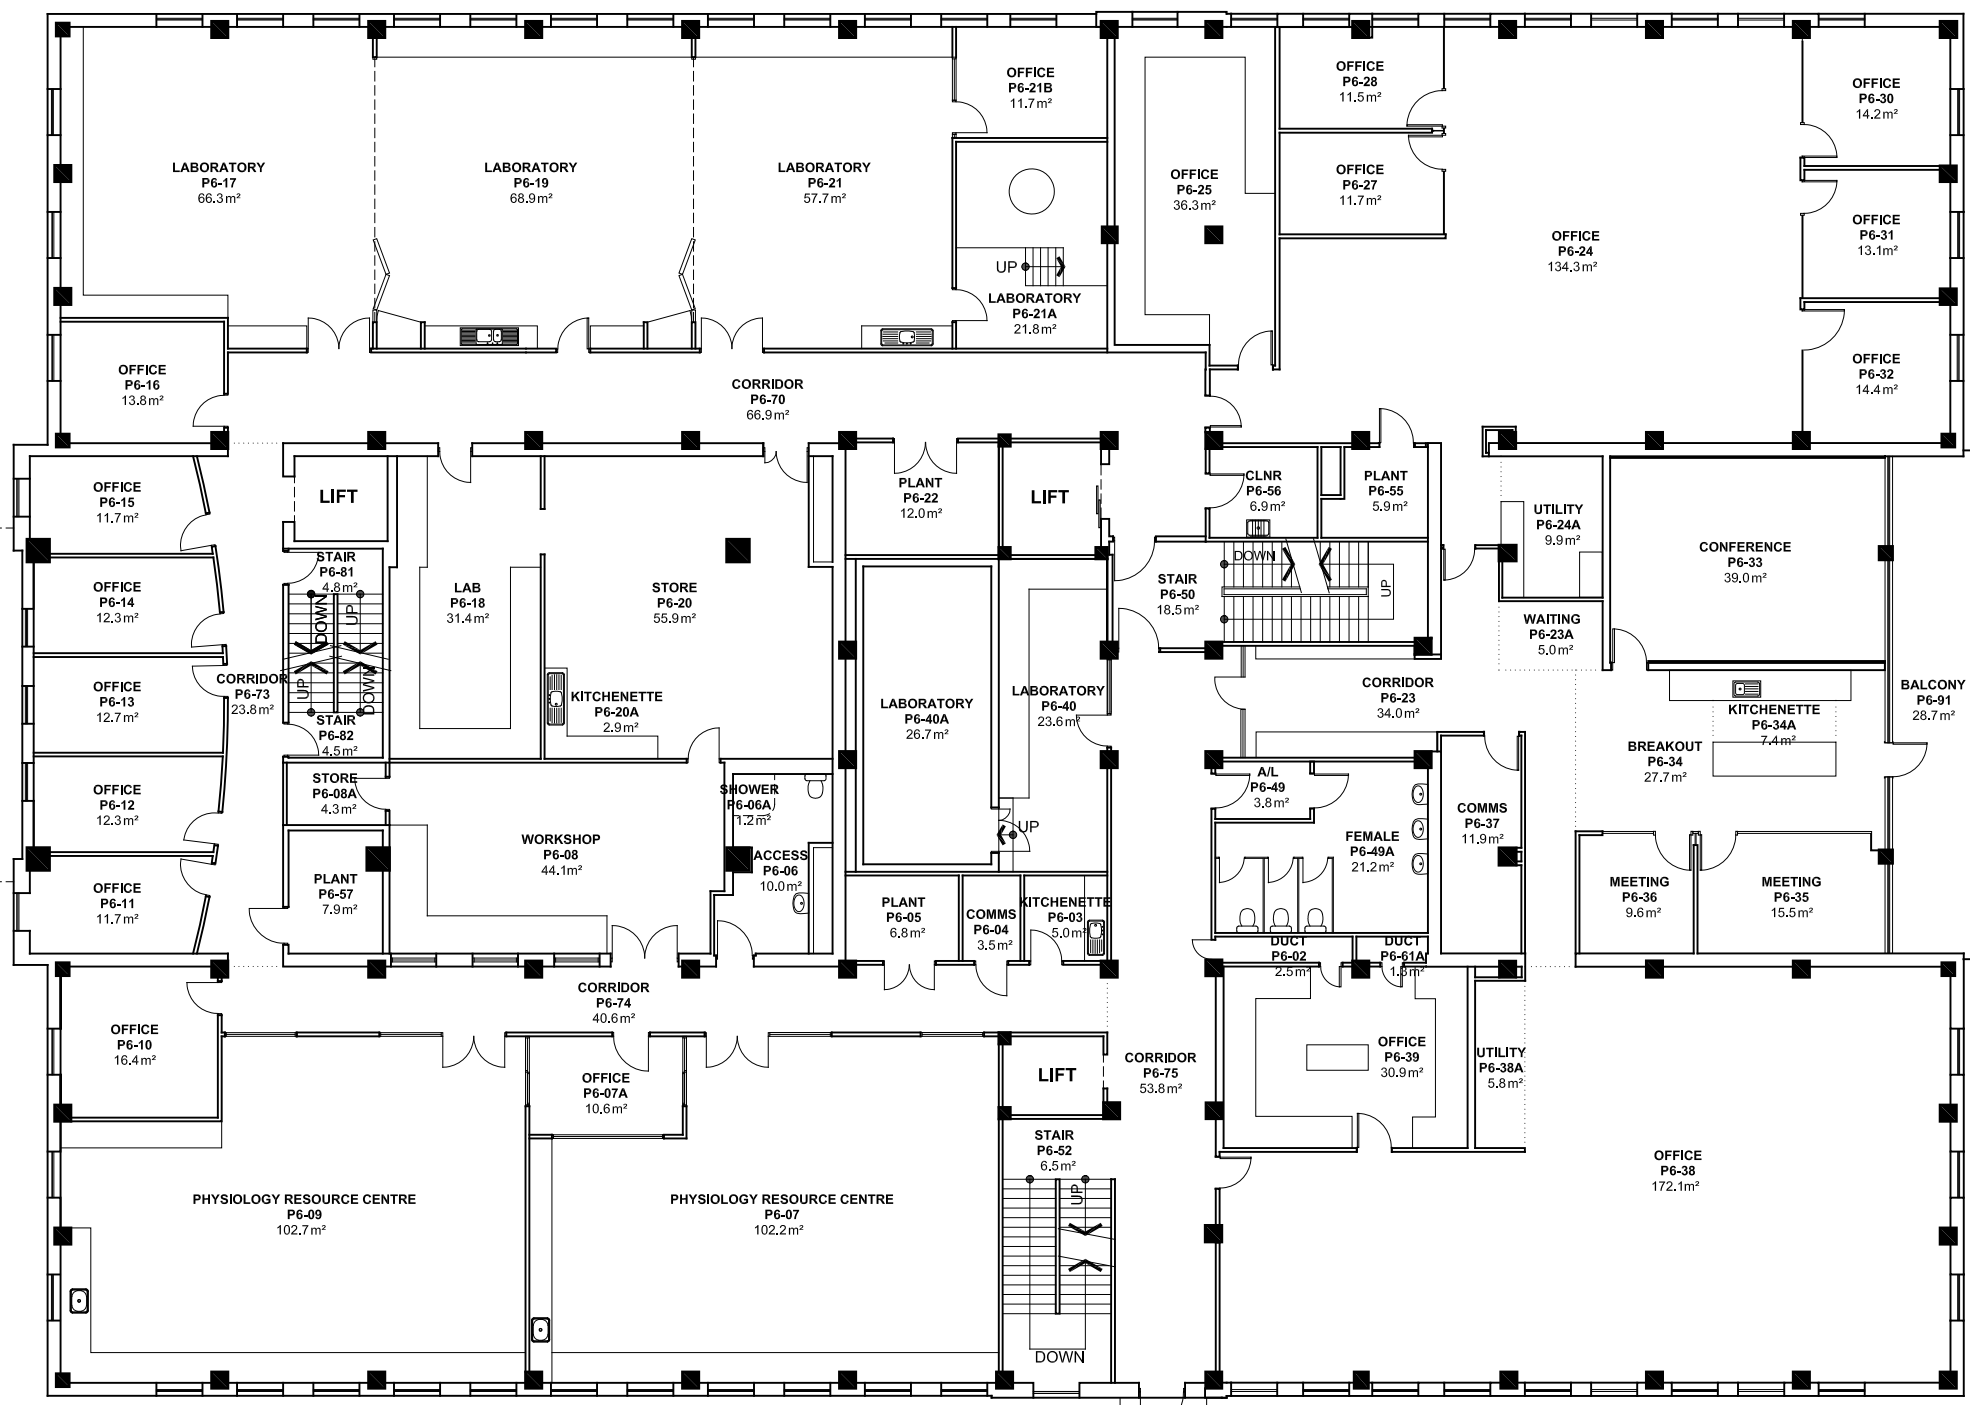 OFFICE
P6-21B
11.7m²
OFFICE
P6-28
11.5m²
OFFICE
P6-30
14.2m²
LABORATORY
P6-17
66.3m²
LABORATORY
P6-19
68.9m²
LABORATORY
P6-21
57.7m²
OFFICE
P6-25
36.3m²
OFFICE
P6-27
11.7m²
OFFICE
P6-31
13.1m²
OFFICE
P6-24
134.3m²
UP
LABORATORY
P6-21A
21.8m²
OFFICE
P6-16
13.8m²
CORRIDOR
P6-70
66.9m²
OFFICE
P6-32
14.4m²
OFFICE
P6-15
11.7m²
LIFT
PLANT
P6-22
12.0m²
LIFT
CLNR
P6-56
6.9m²
PLANT
P6-55
5.9m²
UTILITY
P6-24A
9.9m²
CONFERENCE
P6-33
39.0m²
STAIR
P6-81
4.8m²
OFFICE
P6-14
12.3m²
LAB
P6-18
31.4m²
STORE
P6-20
55.9m²
STAIR
P6-50
18.5m²
DOWN
UP
WAITING
P6-23A
5.0m²
DOWN
UP
UP
DOWN
OFFICE
P6-13
12.7m²
CORRIDOR
P6-73
23.8m²
STAIR
P6-82
4.5m²
KITCHENETTE
P6-20A
2.9m²
LABORATORY
P6-40A
26.7m²
LABORATORY
P6-40
23.6m²
CORRIDOR
P6-23
34.0m²
KITCHENETTE
P6-34A
7.4m²
BALCONY
P6-91
28.7m²
BREAKOUT
P6-34
27.7m²
OFFICE
P6-12
12.3m²
STORE
P6-08A
4.3m²
SHOWER
P6-06A
1.2m²
UP
A/L
P6-49
3.8m²
COMMS
P6-37
11.9m²
WORKSHOP
P6-08
44.1m²
ACCESS
P6-06
10.0m²
FEMALE
P6-49A
21.2m²
OFFICE
P6-11
11.7m²
PLANT
P6-57
7.9m²
PLANT
P6-05
6.8m²
COMMS
P6-04
3.5m²
KITCHENETTE
P6-03
5.0m²
MEETING
P6-36
9.6m²
MEETING
P6-35
15.5m²
DUCT
P6-02
2.5m²
DUCT
P6-61A
1.3m²
CORRIDOR
P6-74
40.6m²
OFFICE
P6-10
16.4m²
OFFICE
P6-07A
10.6m²
LIFT
CORRIDOR
P6-75
53.8m²
OFFICE
P6-39
30.9m²
UTILITY
P6-38A
5.8m²
STAIR
P6-52
6.5m²
OFFICE
P6-38
172.1m²
PHYSIOLOGY RESOURCE CENTRE
P6-09
102.7m²
PHYSIOLOGY RESOURCE CENTRE
P6-07
102.2m²
UP
DOWN